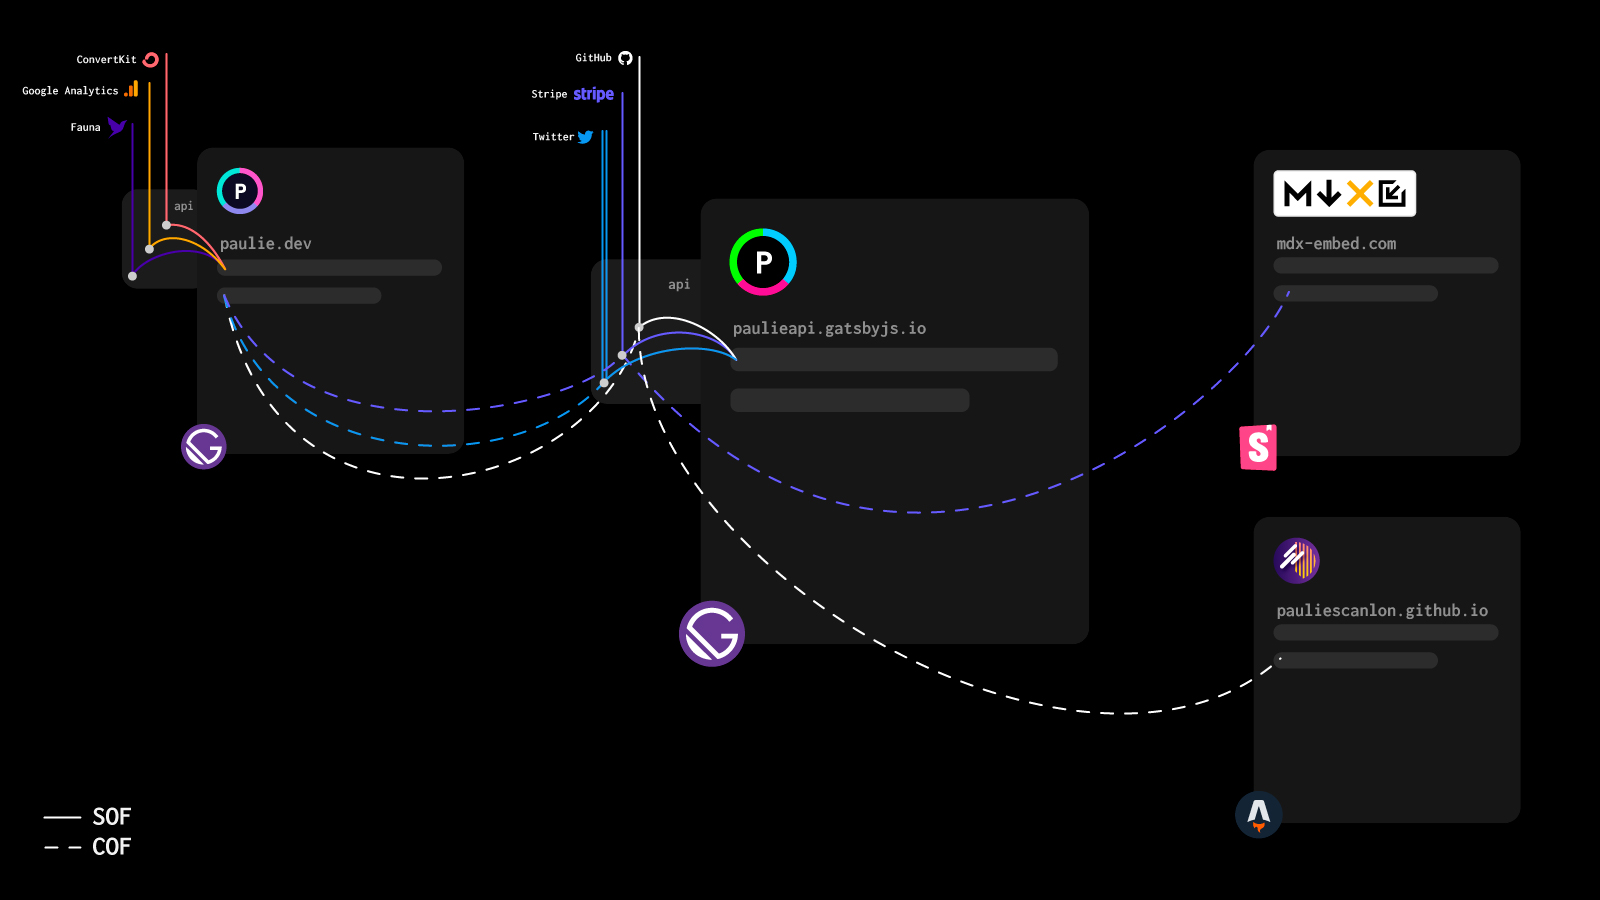 ConvertKit
Google Analytics
Fauna
api
P
paulie.dev
GitHub
Stripe stripe
Twitter
api
P
paulieapi.gatsbyjs.io
mdx-embed.com
S
pauliescanlon.github.io
SOF
COF